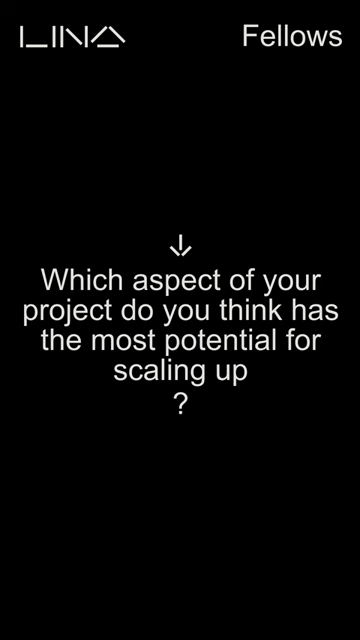 LINA
Fellows
↓
Which aspect of your
project do you think has
the most potential for
scaling up
?